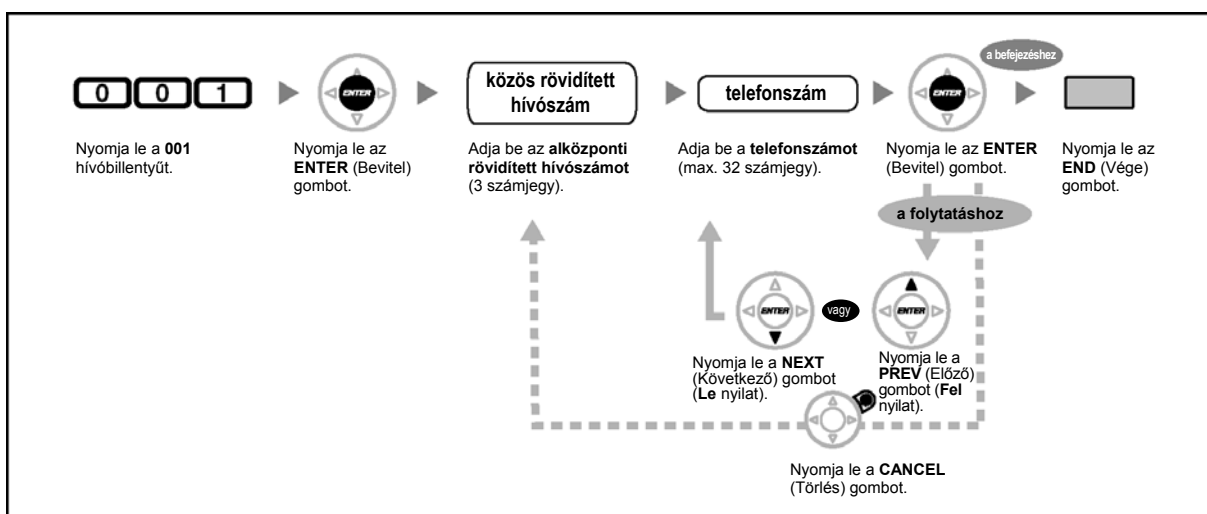 a befejezéshez
0 0 1
ENTER
közös rövidített
hívószám
telefonszám
ENTER
Nyomja le a 001
hívóbillentyűt.
Nyomja le az
ENTER (Bevitel)
gombot.
Adja be az alközponti
rövidített hívószámot
(3 számjegy).
Adja be a telefonszámot
(max. 32 számjegy).
Nyomja le az ENTER
(Bevitel) gombot.
Nyomja le az
END (Vége)
gombot.
a folytatáshoz
ENTER
vagy
ENTER
Nyomja le a NEXT
(Következő) gombot
(Le nyilat).
Nyomja le a
PREV (Előző)
gombot (Fel
nyilat).
Nyomja le a CANCEL
(Törlés) gombot.